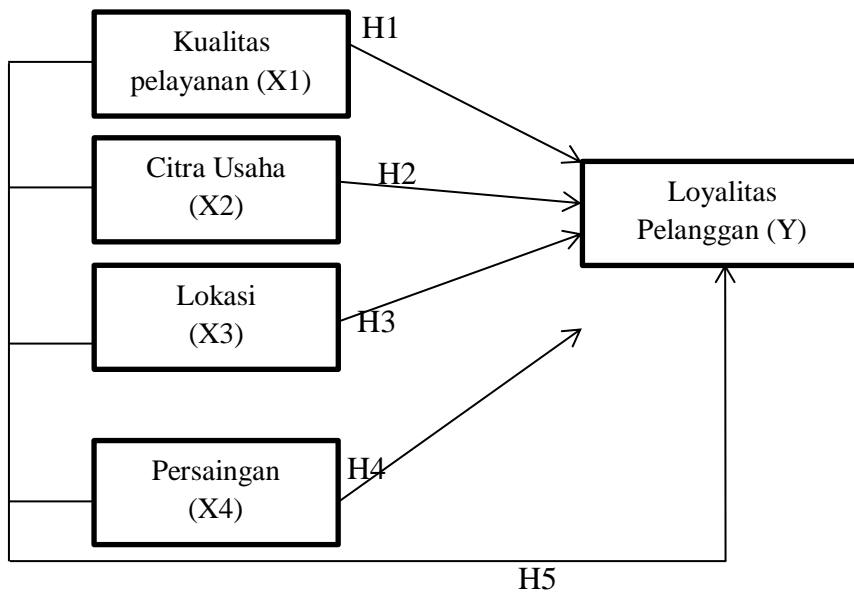 H1
Kualitas
pelayanan (X1)
Citra Usaha
(X2)
H2
Loyalitas
Pelanggan (Y)
Lokasi
(X3)
H3
Persaingan
(X4)
H4
H5